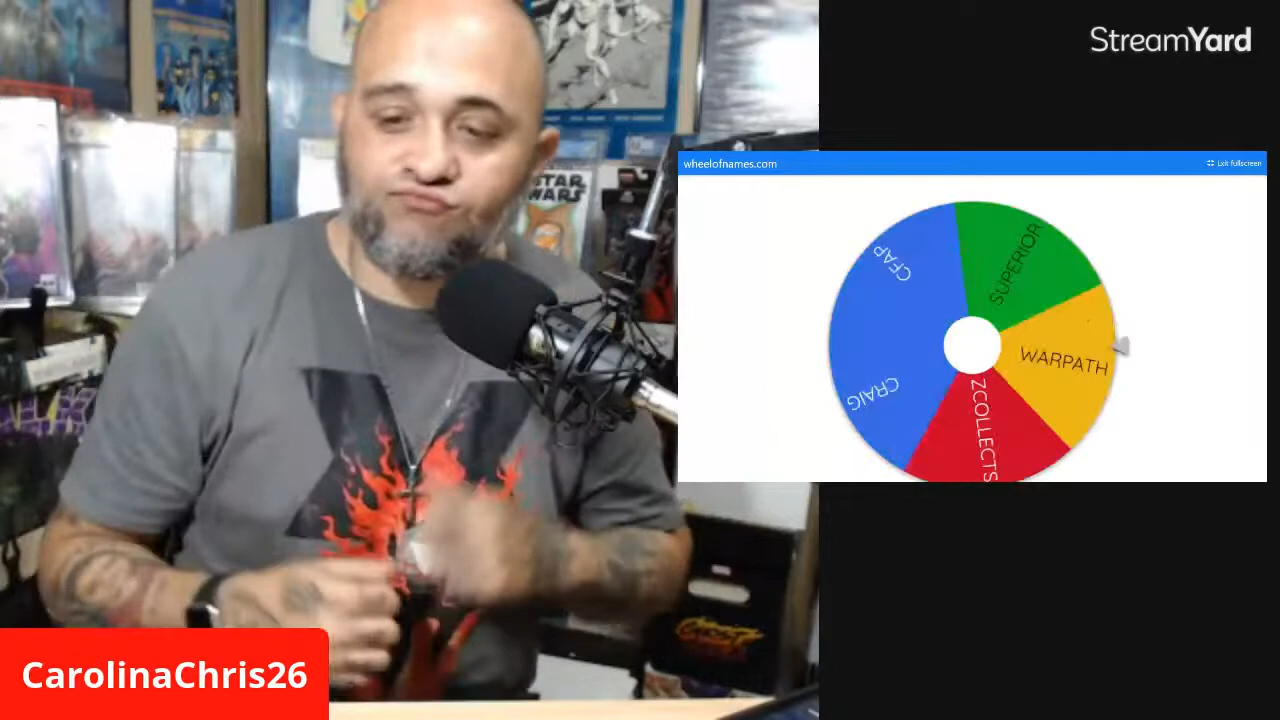 StreamYard
wheelofnames.com
Exit fullscreen
STAR
WARS
CFAP
SUPERIOR
WARPATH
ZCOLLECTS
CRAIG
CarolinaChris26